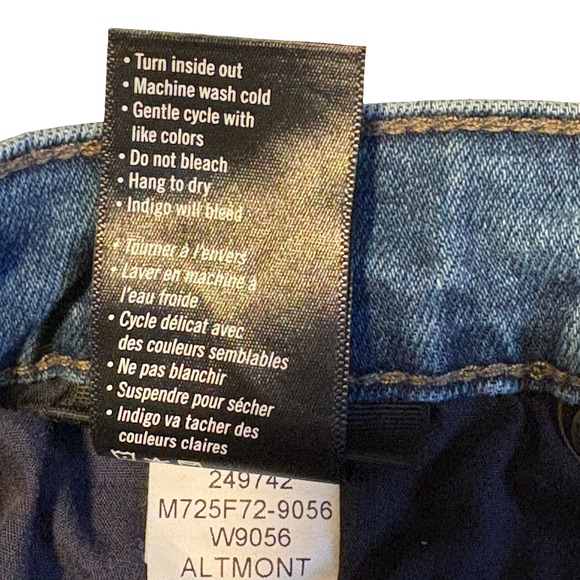 • Turn inside out
• Machine wash cold
• Gentle cycle with
like colors
• Do not bleach
• Hang to dry
• Indigo will bleed
• Tourner à l'envers
• Laver en machine à
l'eau froide
• Cycle délicat avec
des couleurs semblables
• Ne pas blanchir
• Suspendre pour sécher
• Indigo va tacher des
couleurs claires
249742
M725F72-9056
W9056
ALTMONT